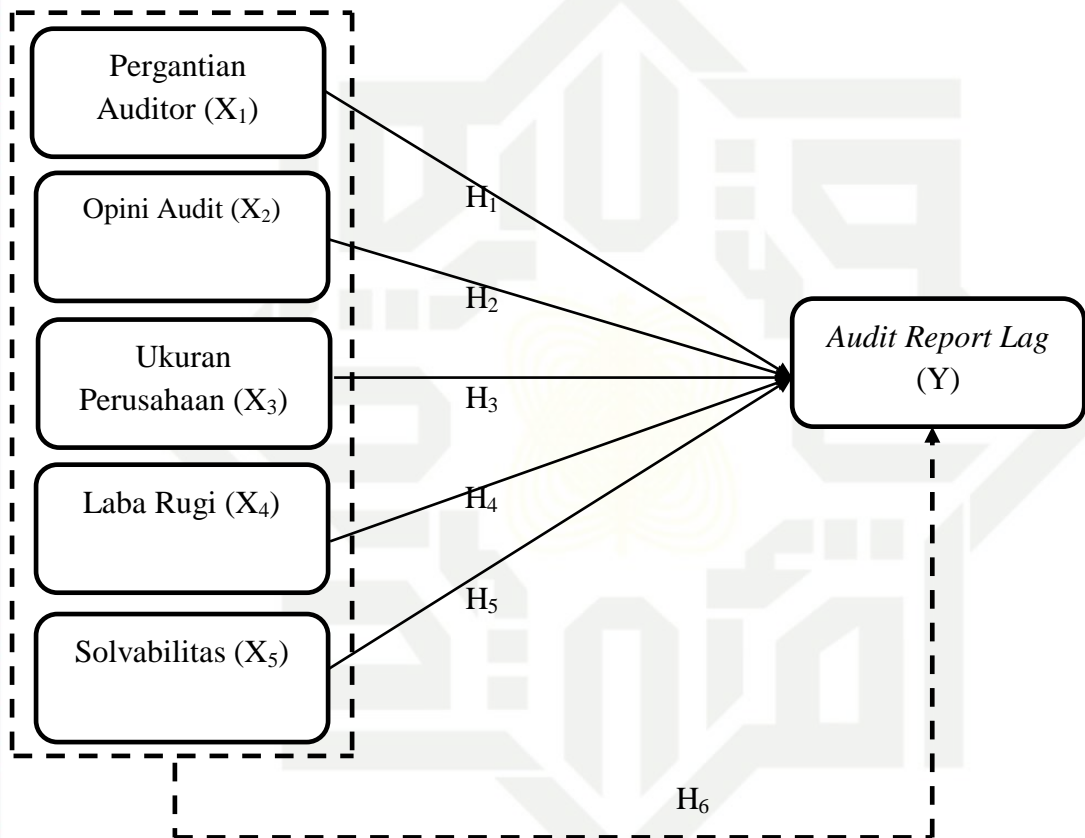 Pergantian
Auditor (X₁)
Opini Audit (X₂)
Ukuran
Perusahaan (X₃)
Laba Rugi (X₄)
Solvabilitas (X₅)
H₁
H₂
H₃
H₄
H₅
Audit Report Lag
(Y)
H₆